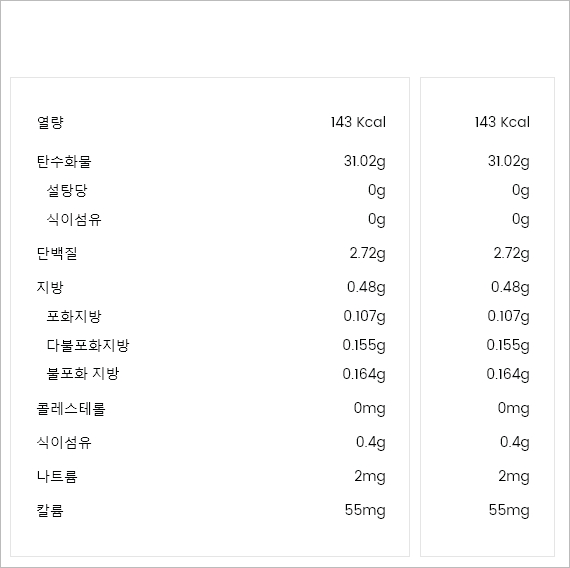 열량 143 Kcal 143 Kcal
탄수화물 31.02g 31.02g
설탕당 0g 0g
식이섬유 0g 0g
단백질 2.72g 2.72g
지방 0.48g 0.48g
포화지방 0.107g 0.107g
다불포화지방 0.155g 0.155g
불포화 지방 0.164g 0.164g
콜레스테롤 0mg 0mg
식이섬유 0.4g 0.4g
나트륨 2mg 2mg
칼륨 55mg 55mg